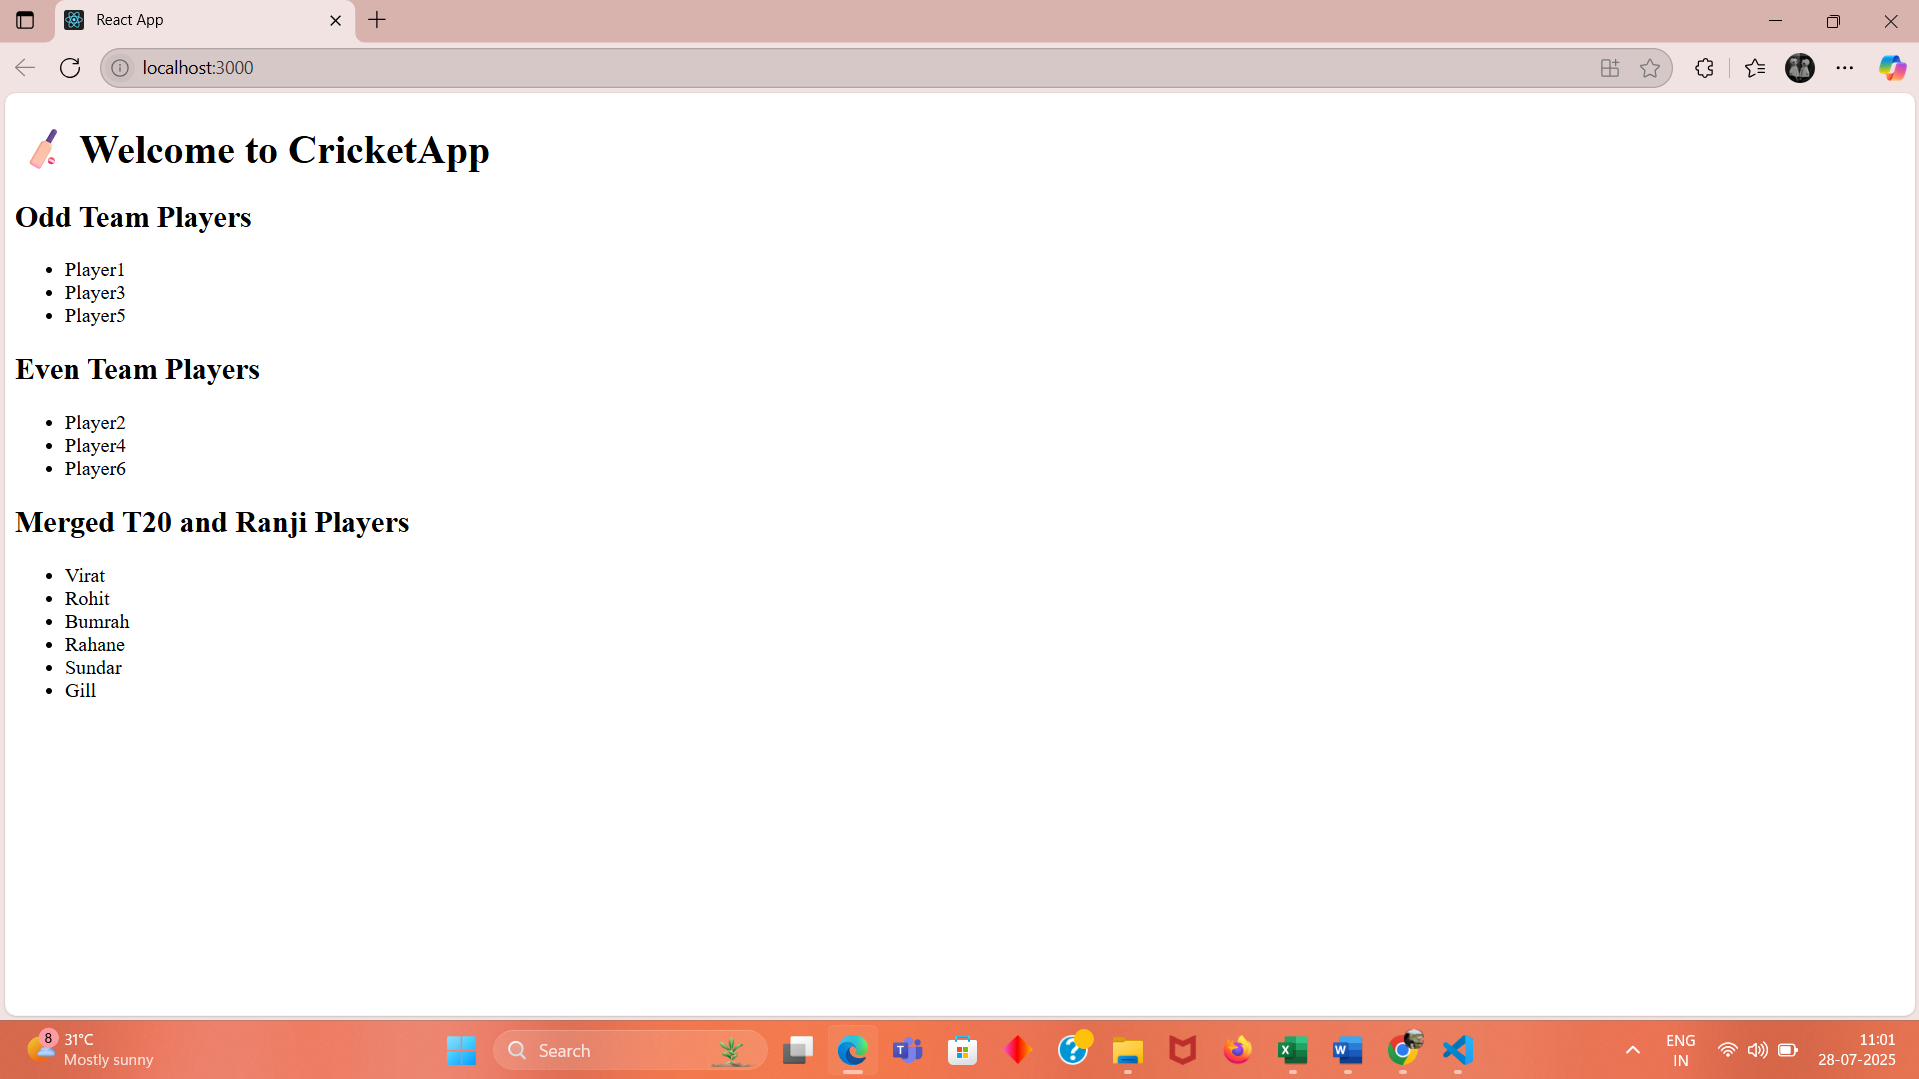 React App
localhost:3000
Welcome to CricketApp
Odd Team Players
Player1
Player3
Player5
Even Team Players
Player2
Player4
Player6
Merged T20 and Ranji Players
Virat
Rohit
Bumrah
Rahane
Sundar
Gill
8
31°C
Mostly sunny
Search
ENG
IN
11:01
28-07-2025